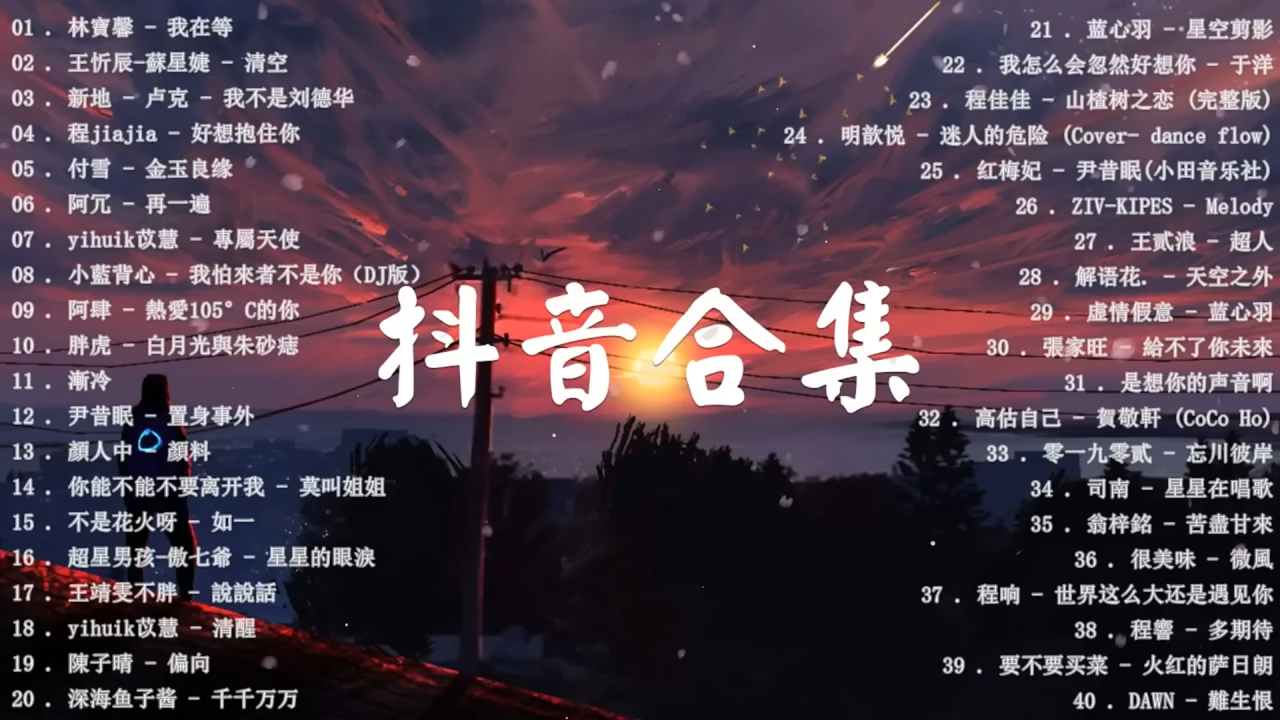 01 . 林寶馨 - 我在等
02 . 王忻辰-蘇星婕 - 清空
03 . 新地 - 卢克 - 我不是刘德华
04 . 程jiajia - 好想抱住你
05 . 付雪 - 金玉良缘
06 . 阿冗 - 再一遍
07 . yihuik苡慧 - 專屬天使
08 . 小藍背心 - 我怕來者不是你（DJ版）
09 . 阿肆 - 熱愛105°C的你
10 . 胖虎 - 白月光與朱砂痣
11 . 漸冷
12 . 尹昔眠 - 置身事外
13 . 顏人中 - 顏料
14 . 你能不能不要离开我 - 莫叫姐姐
15 . 不是花火呀 - 如一
16 . 超星男孩-傲七爺 - 星星的眼淚
17 . 王靖雯不胖 - 說說話
18 . yihuik苡慧 - 清醒
19 . 陳子晴 - 偏向
20 . 深海鱼子酱 - 千千万万
抖音合集
21 . 蓝心羽 - 星空剪影
22 . 我怎么会忽然好想你 - 于洋
23 . 程佳佳 - 山楂树之恋 (完整版)
24 . 明歆悦 - 迷人的危险 (Cover- dance flow)
25 . 红梅妃 - 尹昔眠(小田音乐社)
26 . ZIV-KIPES - Melody
27 . 王贰浪 - 超人
28 . 解语花. - 天空之外
29 . 虚情假意 - 蓝心羽
30 . 張家旺 - 給不了你未來
31 . 是想你的声音啊
32 . 高估自己 - 賀敬軒 (CoCo Ho)
33 . 零一九零贰 - 忘川彼岸
34 . 司南 - 星星在唱歌
35 . 翁梓銘 - 苦盡甘來
36 . 很美味 - 微風
37 . 程响 - 世界这么大还是遇见你
38 . 程響 - 多期待
39 . 要不要买菜 - 火红的萨日朗
40 . DAWN - 難生恨